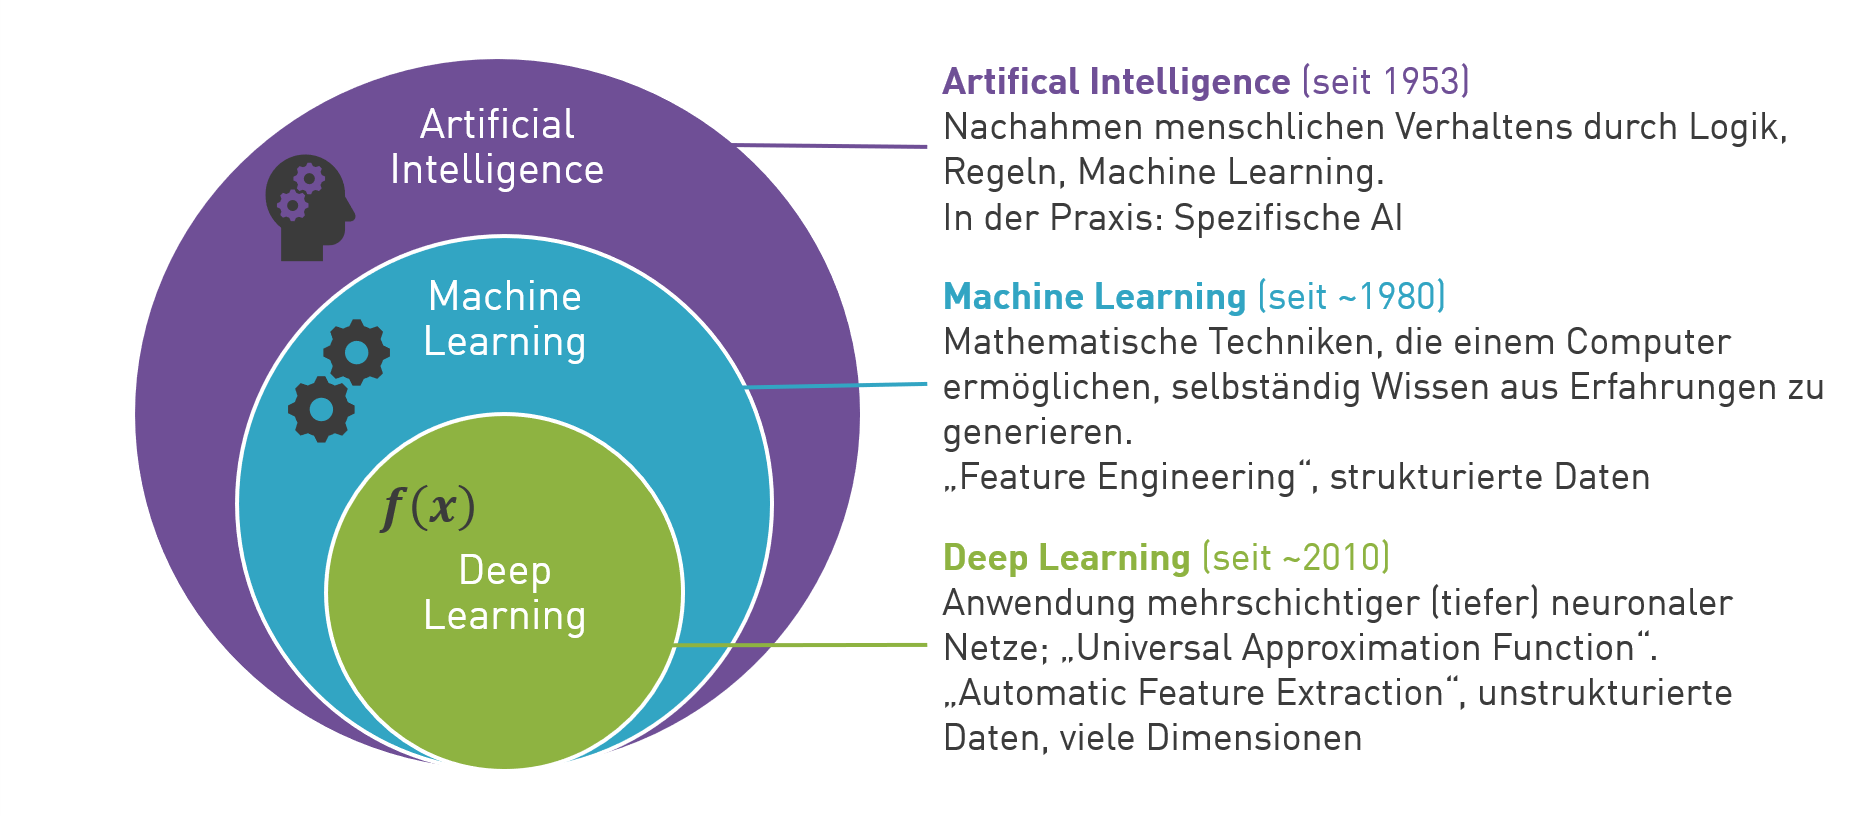 Artificial
Intelligence
Machine
Learning
f(x)
Deep
Learning
Artifical Intelligence (seit 1953)
Nachahmen menschlichen Verhaltens durch Logik,
Regeln, Machine Learning.
In der Praxis: Spezifische AI
Machine Learning (seit ~1980)
Mathematische Techniken, die einem Computer
ermöglichen, selbständig Wissen aus Erfahrungen zu
generieren.
„Feature Engineering“, strukturierte Daten
Deep Learning (seit ~2010)
Anwendung mehrschichtiger (tiefer) neuronaler
Netze; „Universal Approximation Function“.
„Automatic Feature Extraction“, unstrukturierte
Daten, viele Dimensionen